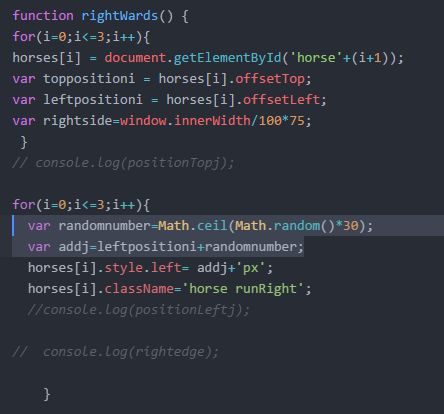 function rightWards() {
for(i=0;i<=3;i++){
horses[i] = document.getElementById('horse'+(i+1));
var toppositioni = horses[i].offsetTop;
var leftpositioni = horses[i].offsetLeft;
var rightside=window.innerWidth/100*75;
}
// console.log(positionTopj);
for(i=0;i<=3;i++){
var randomnumber=Math.ceil(Math.random()*30);
var addj=leftpositioni+randomnumber;
horses[i].style.left= addj+'px';
horses[i].className='horse runRight';
//console.log(positionLeftj);
//  console.log(rightedge);
}